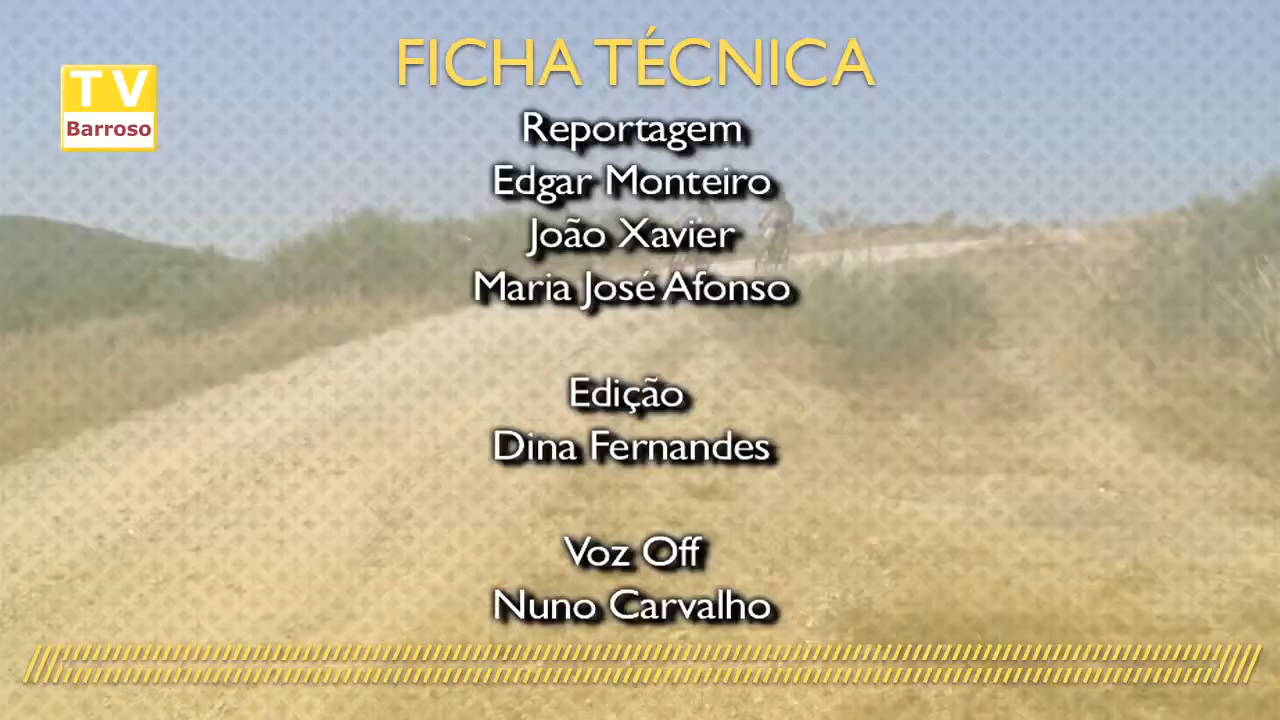 FICHA TÉCNICA
TV
Barroso
Reportagem
Edgar Monteiro
João Xavier
Maria José Afonso
Edição
Dina Fernandes
Voz Off
Nuno Carvalho